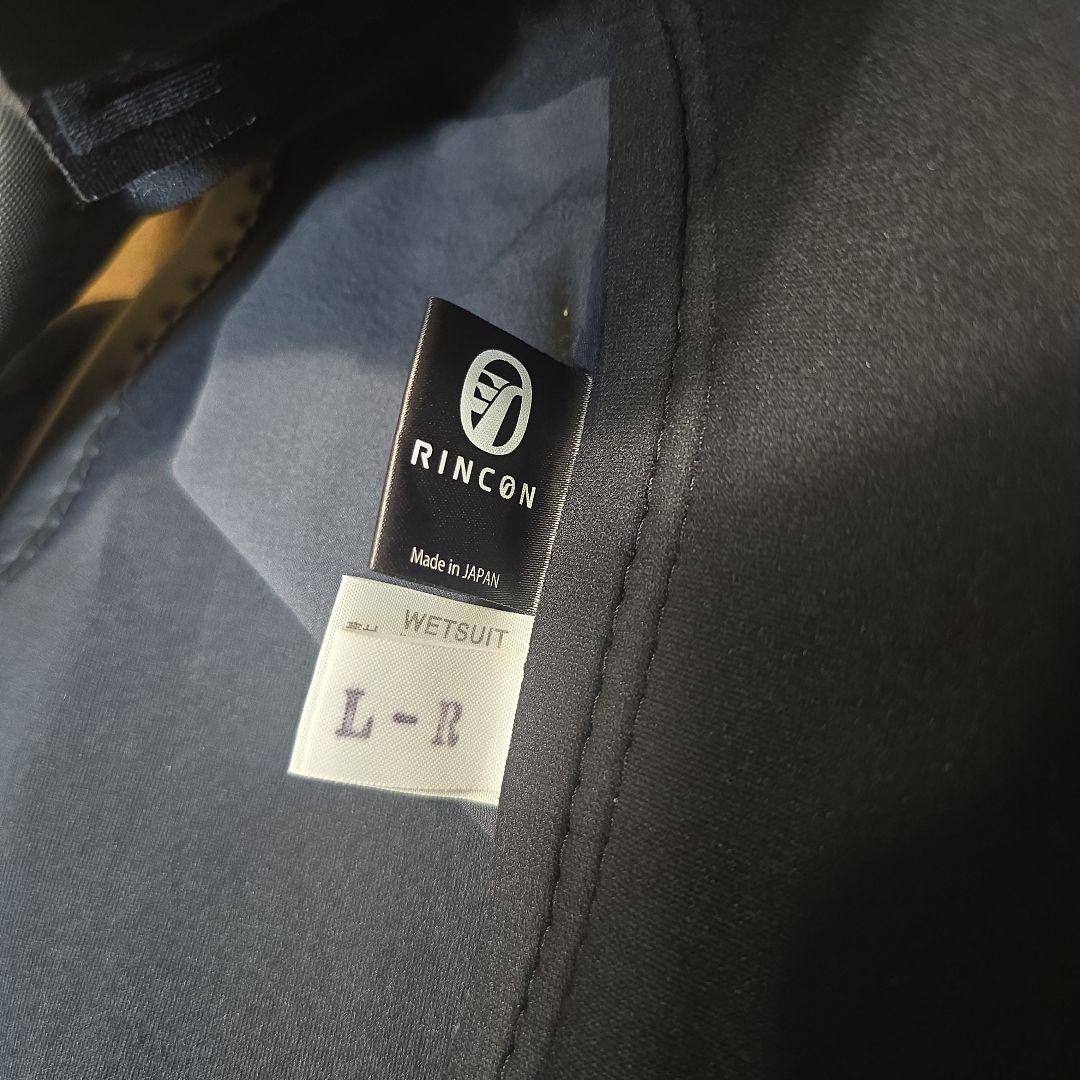 RINCON
Made in JAPAN
WETSUIT
L-R